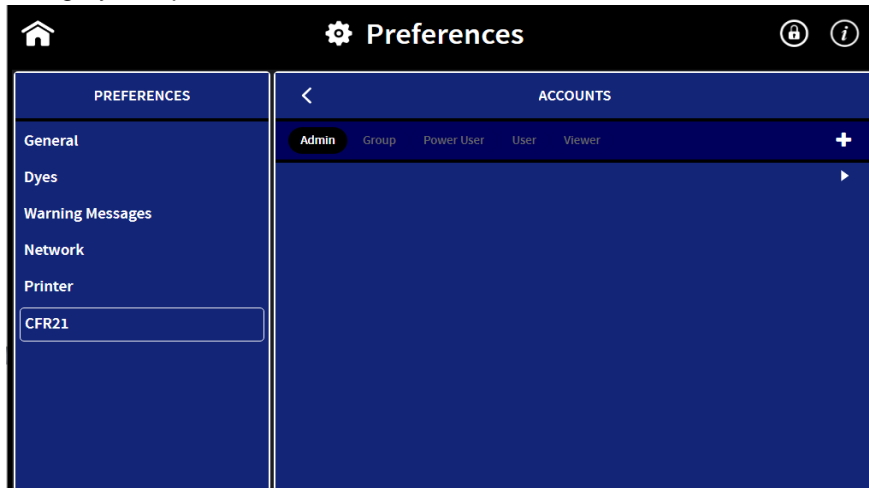 Preferences
PREFERENCES
ACCOUNTS
General
Admin Group Power User User Viewer
Dyes
Warning Messages
Network
Printer
CFR21